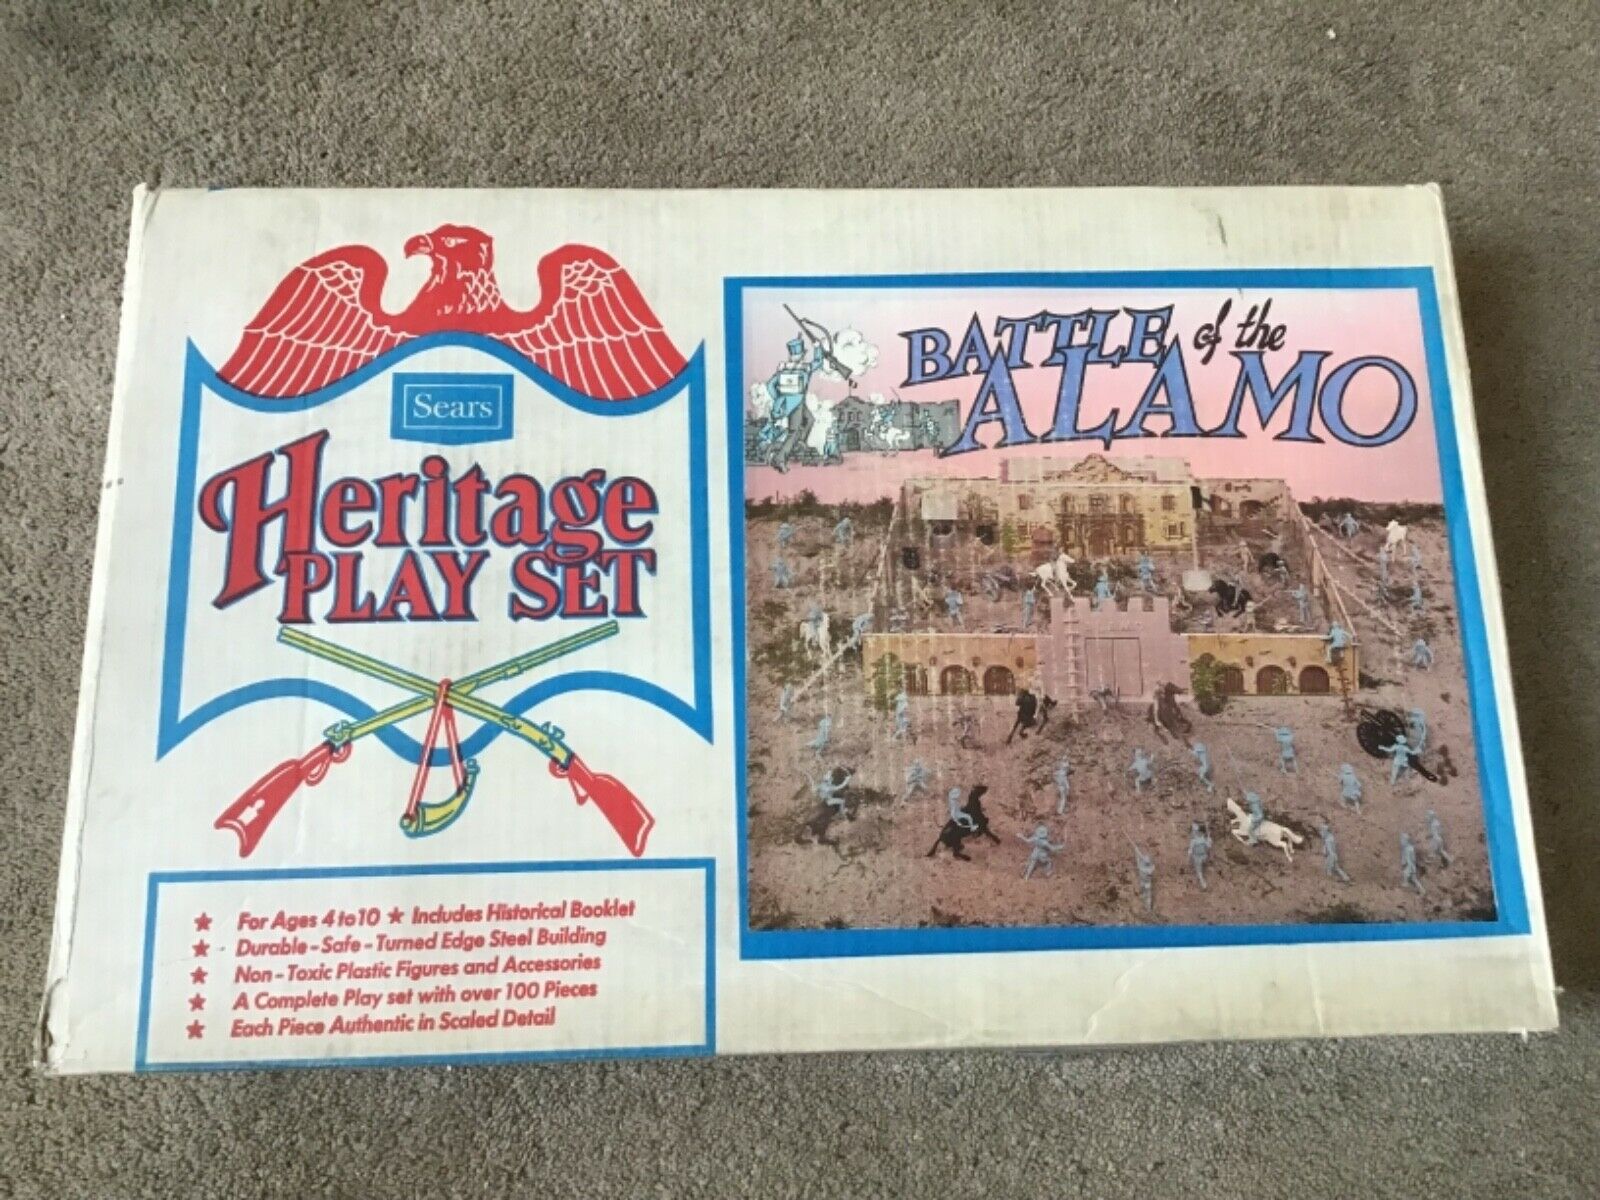 Sears
Heritage
PLAY SET
★ For Ages 4 to 10 ★ Includes Historical Booklet
★ Durable - Safe - Turned Edge Steel Building
★ Non - Toxic Plastic Figures and Accessories
★ A Complete Play set with over 100 Pieces
★ Each Piece Authentic in Scaled Detail
BATTLE of the
ALAMO